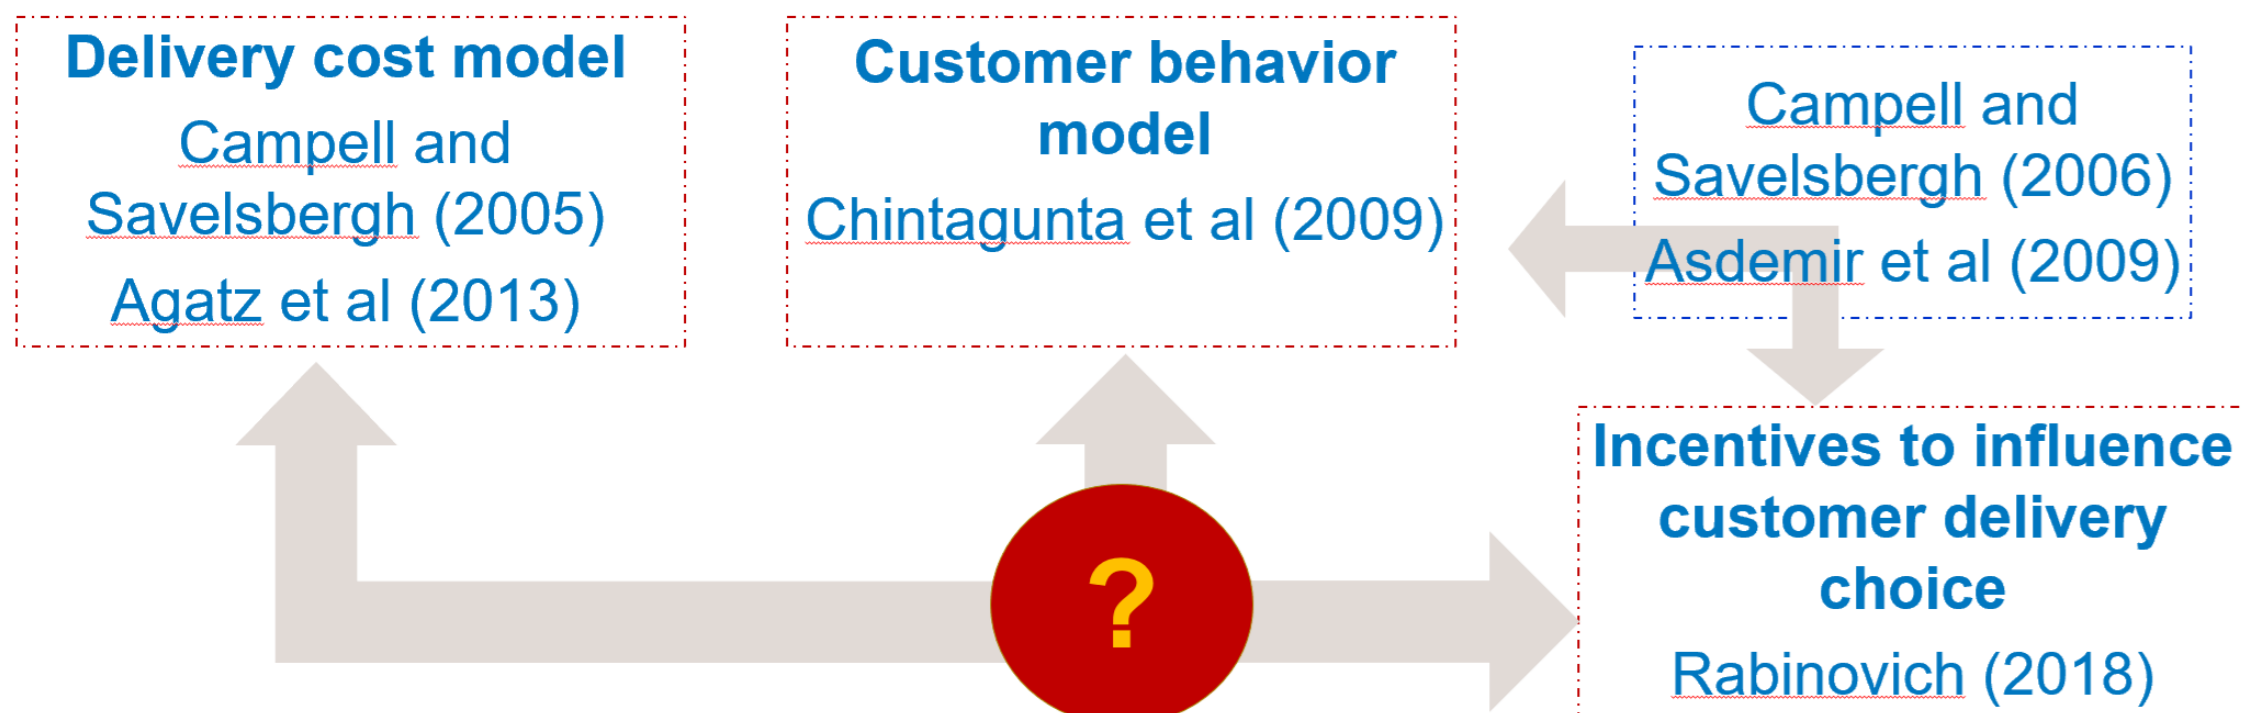 Delivery cost model
Campell and
Savelsbergh (2005)
Agatz et al (2013)
Customer behavior
model
Chintagunta et al (2009)
Campell and
Savelsbergh (2006)
Asdemir et al (2009)
Incentives to influence
customer delivery
choice
Rabinovich (2018)
?